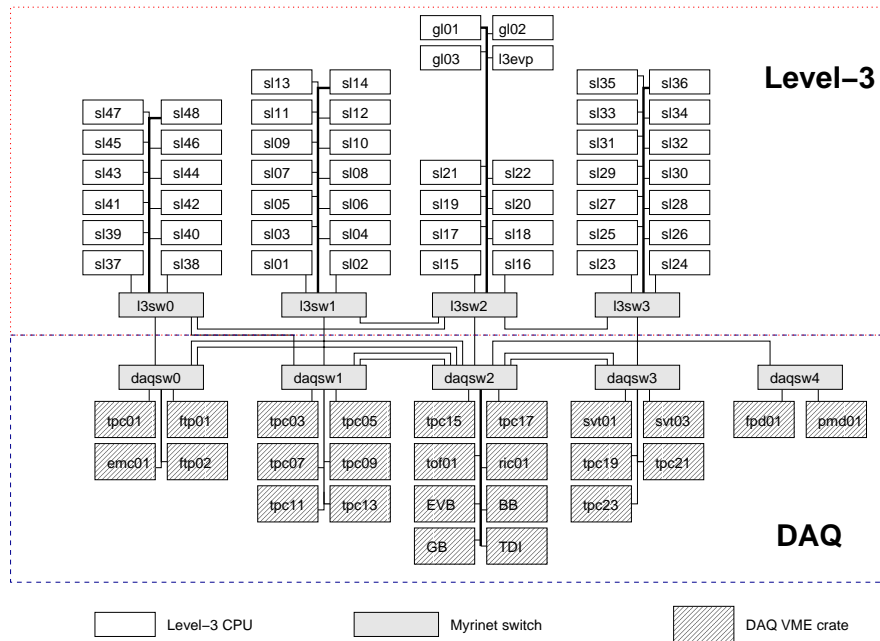 gl01 gl02
gl03 l3evp
Level-3
sl13 sl14
sl35 sl36
sl47 sl48
sl11 sl12
sl33 sl34
sl45 sl46
sl09 sl10
sl31 sl32
sl43 sl44
sl07 sl08
sl21 sl22
sl29 sl30
sl41 sl42
sl05 sl06
sl19 sl20
sl27 sl28
sl39 sl40
sl03 sl04
sl17 sl18
sl25 sl26
sl37 sl38
sl01 sl02
sl15 sl16
sl23 sl24
l3sw0 l3sw1 l3sw2 l3sw3
daqsw0 daqsw1 daqsw2 daqsw3 daqsw4
tpc01 ftp01 tpc03 tpc05 tpc15 tpc17 svt01 svt03 fpd01 pmd01
emc01 ftp02 tpc07 tpc09 tof01 ric01 tpc19 tpc21
tpc11 tpc13 EVB BB tpc23
GB TDI
DAQ
Level-3 CPU
Myrinet switch
DAQ VME crate